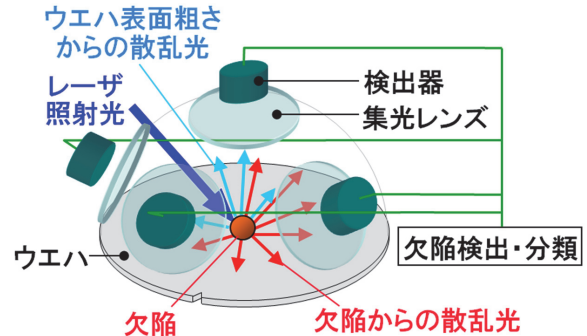 ウエハ表面粗さ
からの散乱光
レーザ
照射光
検出器
集光レンズ
ウエハ
欠陥検出・分類
欠陥
欠陥からの散乱光